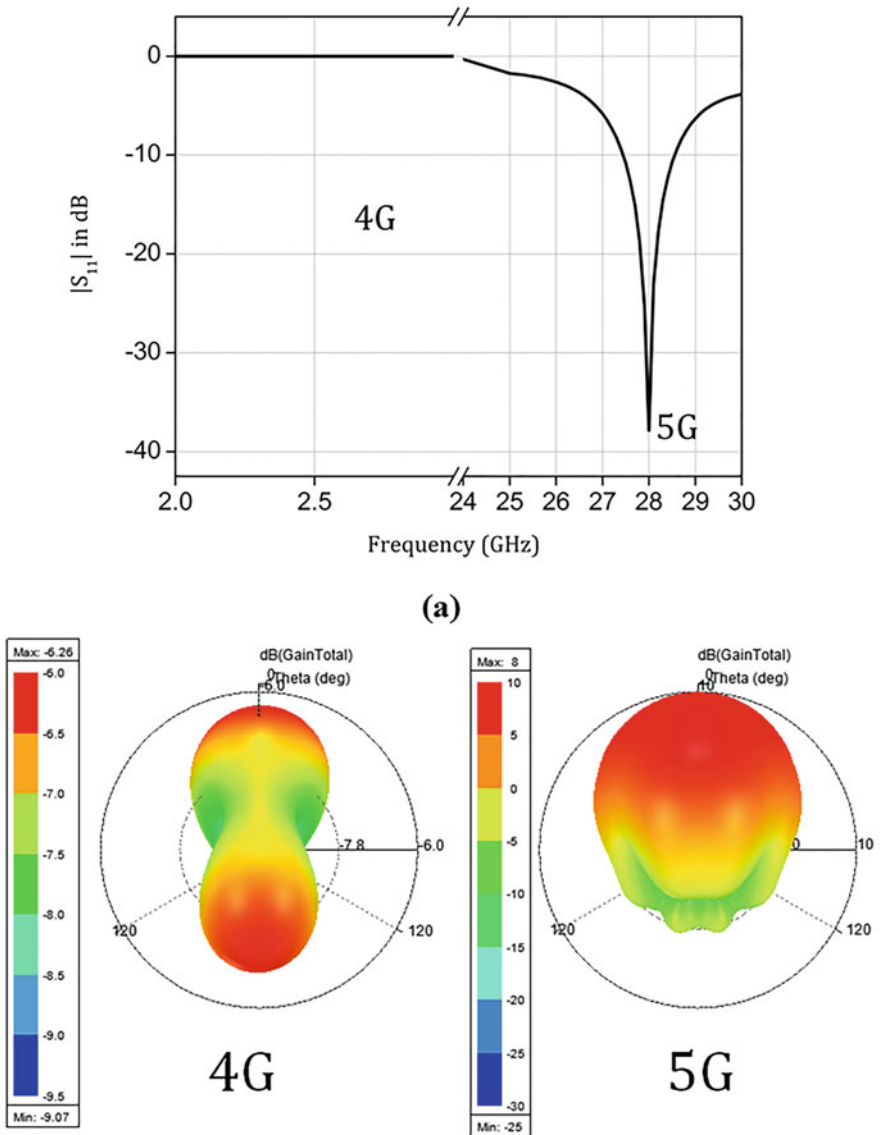 0
-10
-20
-30
-40
|S₁₁| in dB
4G
5G
2.0
2.5
24
25
26
27
28
29
30
Frequency (GHz)
(a)
Max: -6.26
-6.0
-6.5
-7.0
-7.5
-8.0
-8.5
-9.0
-9.5
Min: -9.07
dB(GainTotal)
0
Theta (deg)
-6.0
-7.8
-6.0
120
120
4G
Max: 8
10
5
0
-5
-10
-15
-20
-25
-30
Min: -25
dB(GainTotal)
0
Theta (deg)
10
0
10
120
120
5G